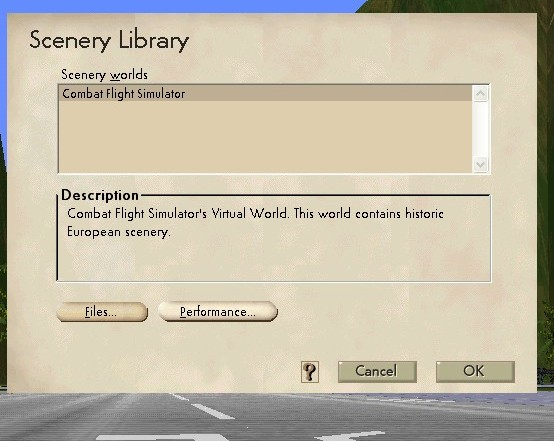 Scenery Library
Scenery worlds
Combat Flight Simulator
Description
Combat Flight Simulator's Virtual World. This world contains historic
European scenery.
Files...
Performance...
?
Cancel
OK